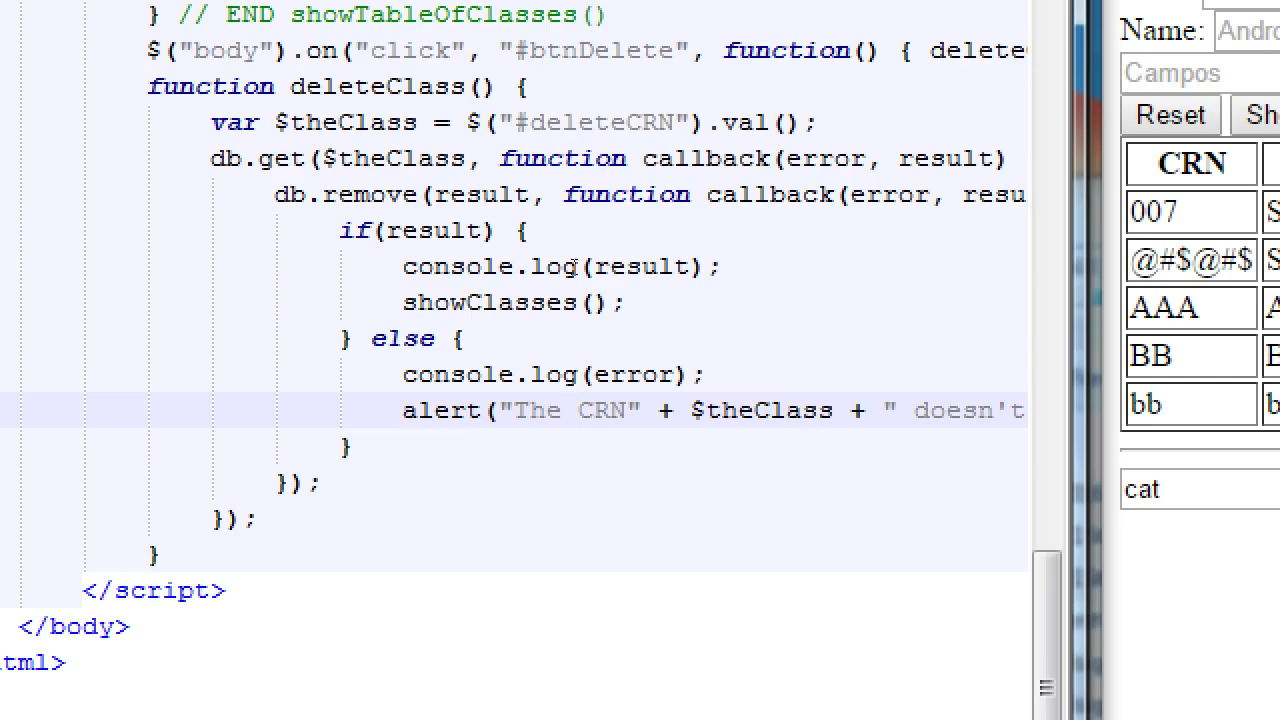 } // END showTableOfClasses()
$("body").on("click", "#btnDelete", function() { delete
function deleteClass() {
var $theClass = $("#deleteCRN").val();
db.get($theClass, function callback(error, result)
db.remove(result, function callback(error, resu
if(result) {
console.log(result);
showClasses();
} else {
console.log(error);
alert("The CRN" + $theClass + " doesn't
}
});
});
}
</script>
</body>
tml>
Name: Andro
Campos
Reset Sh
CRN
007 S
@#$@#$ S
AAA A
BB B
bb b
cat